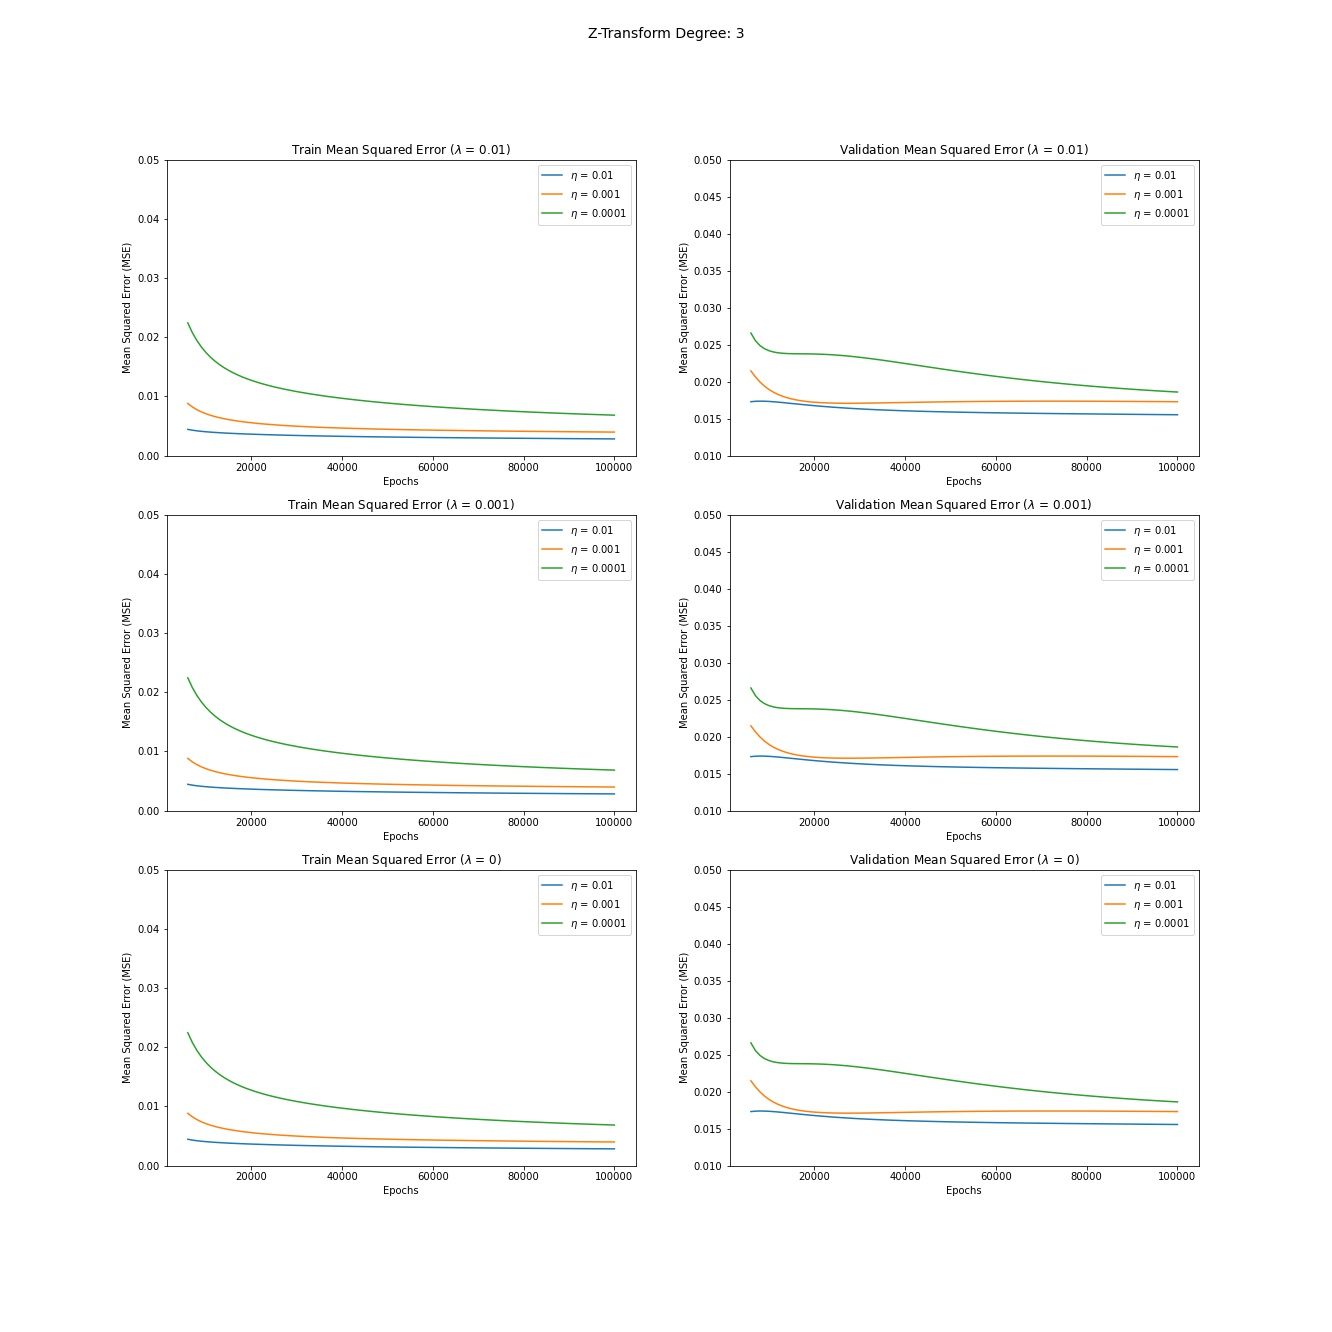 Z-Transform Degree: 3
Train Mean Squared Error (λ = 0.01)
0.05
0.04
0.03
0.02
0.01
0.00
Mean Squared Error (MSE)
η = 0.01
η = 0.001
η = 0.0001
20000 40000 60000 80000 100000
Epochs
Validation Mean Squared Error (λ = 0.01)
0.050
0.045
0.040
0.035
0.030
0.025
0.020
0.015
0.010
Mean Squared Error (MSE)
η = 0.01
η = 0.001
η = 0.0001
20000 40000 60000 80000 100000
Epochs
Train Mean Squared Error (λ = 0.001)
0.05
0.04
0.03
0.02
0.01
0.00
Mean Squared Error (MSE)
η = 0.01
η = 0.001
η = 0.0001
20000 40000 60000 80000 100000
Epochs
Validation Mean Squared Error (λ = 0.001)
0.050
0.045
0.040
0.035
0.030
0.025
0.020
0.015
0.010
Mean Squared Error (MSE)
η = 0.01
η = 0.001
η = 0.0001
20000 40000 60000 80000 100000
Epochs
Train Mean Squared Error (λ = 0)
0.05
0.04
0.03
0.02
0.01
0.00
Mean Squared Error (MSE)
η = 0.01
η = 0.001
η = 0.0001
20000 40000 60000 80000 100000
Epochs
Validation Mean Squared Error (λ = 0)
0.050
0.045
0.040
0.035
0.030
0.025
0.020
0.015
0.010
Mean Squared Error (MSE)
η = 0.01
η = 0.001
η = 0.0001
20000 40000 60000 80000 100000
Epochs